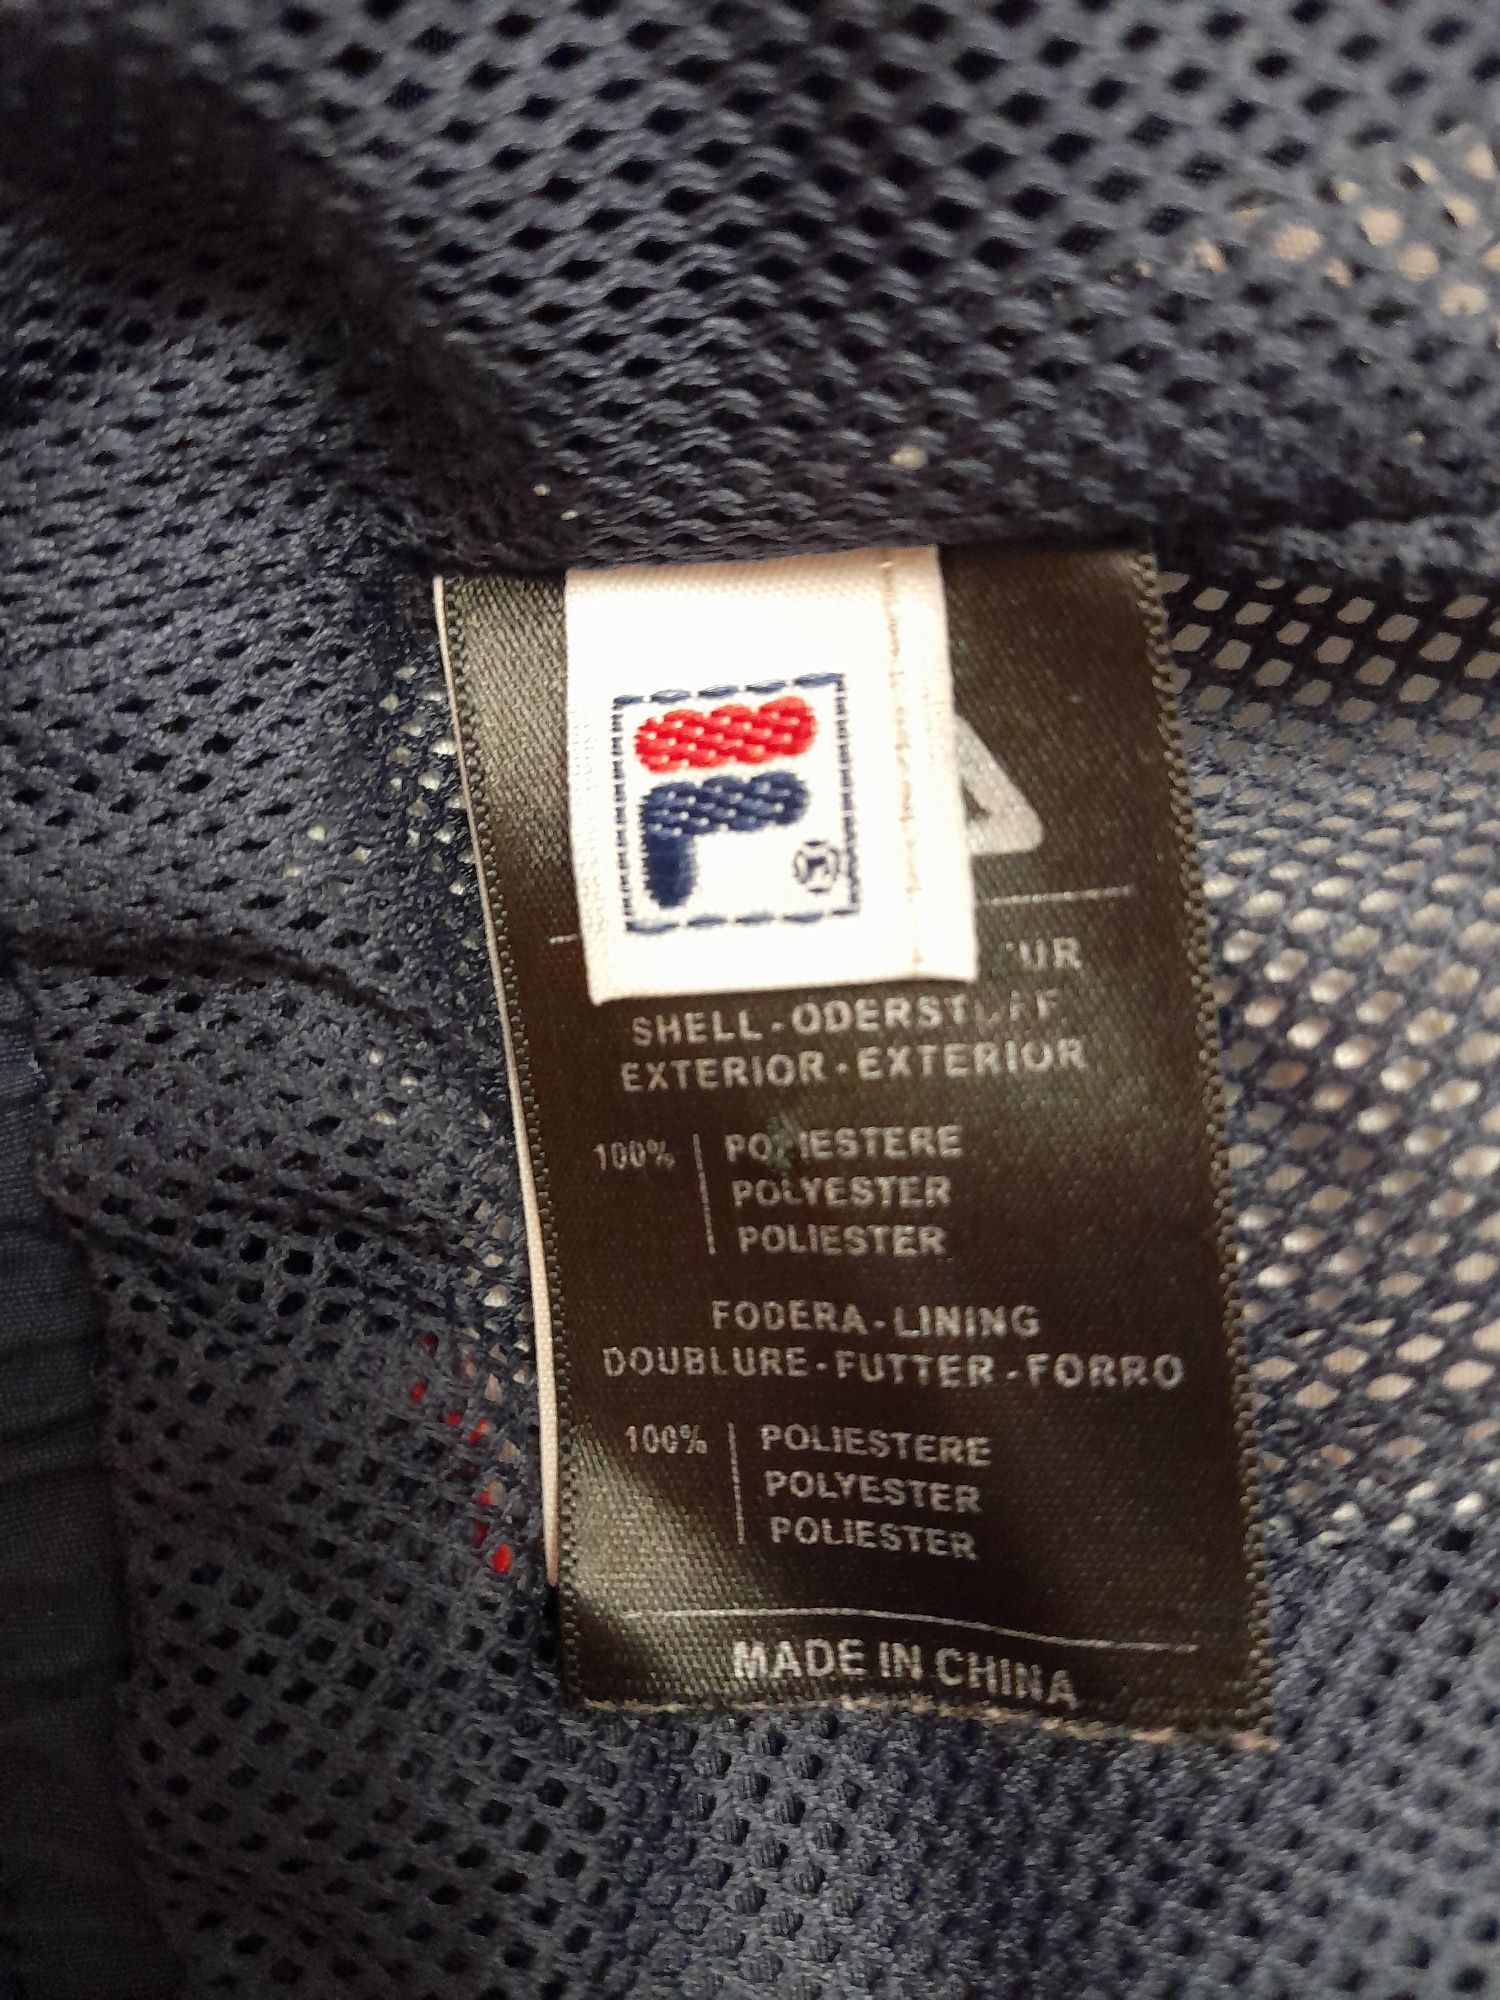 F
®
A
UR
SHELL - ODERSTOFF
EXTERIOR - EXTERIOR
100% POLIESTERE
POLYESTER
POLIESTER
FODERA - LINING
DOUBLURE - FUTTER - FORRO
100% POLIESTERE
POLYESTER
POLIESTER
MADE IN CHINA